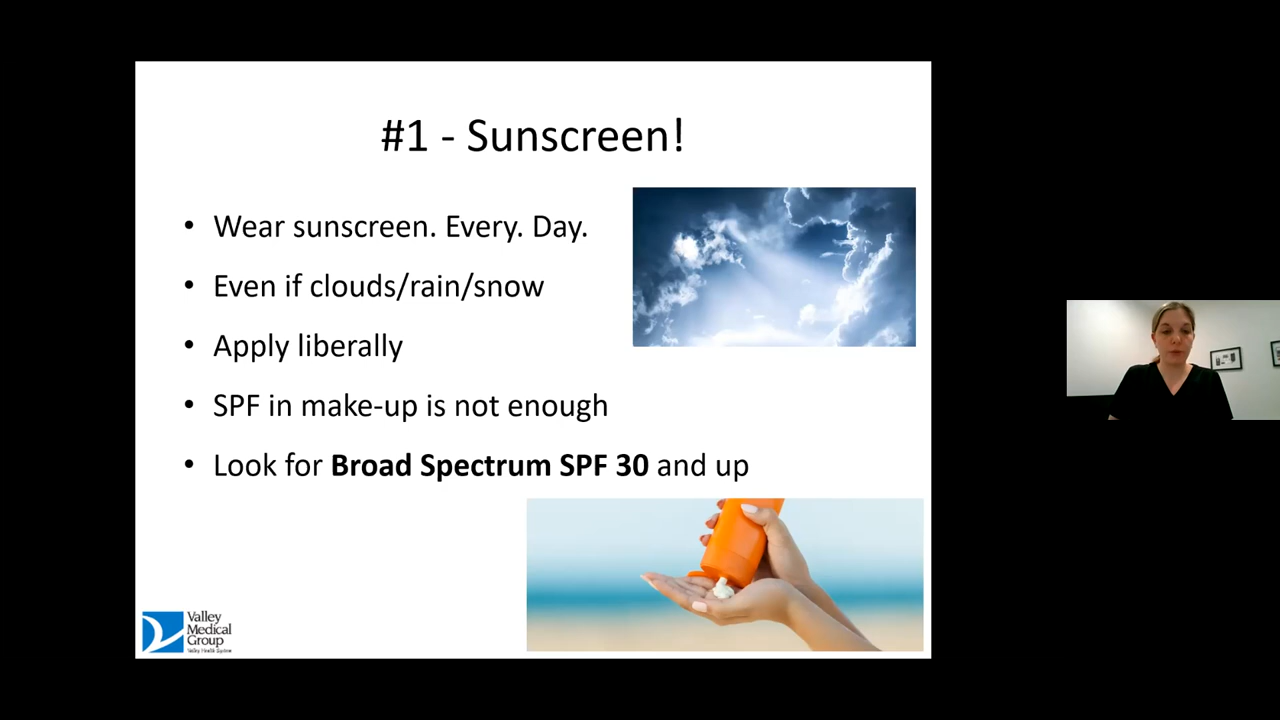 #1 - Sunscreen!
• Wear sunscreen. Every. Day.
• Even if clouds/rain/snow
• Apply liberally
• SPF in make-up is not enough
• Look for Broad Spectrum SPF 30 and up
Valley
Medical
Group
Valley Health System